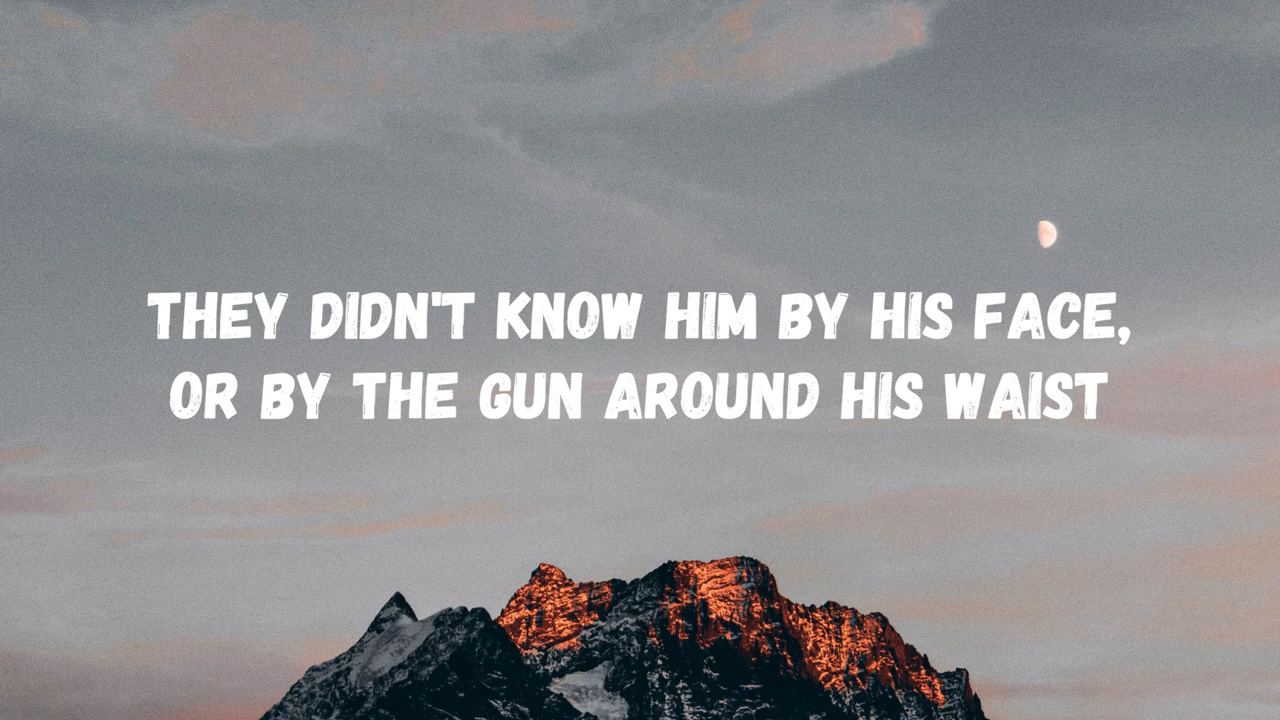 THEY DIDN'T KNOW HIM BY HIS FACE,
OR BY THE GUN AROUND HIS WAIST